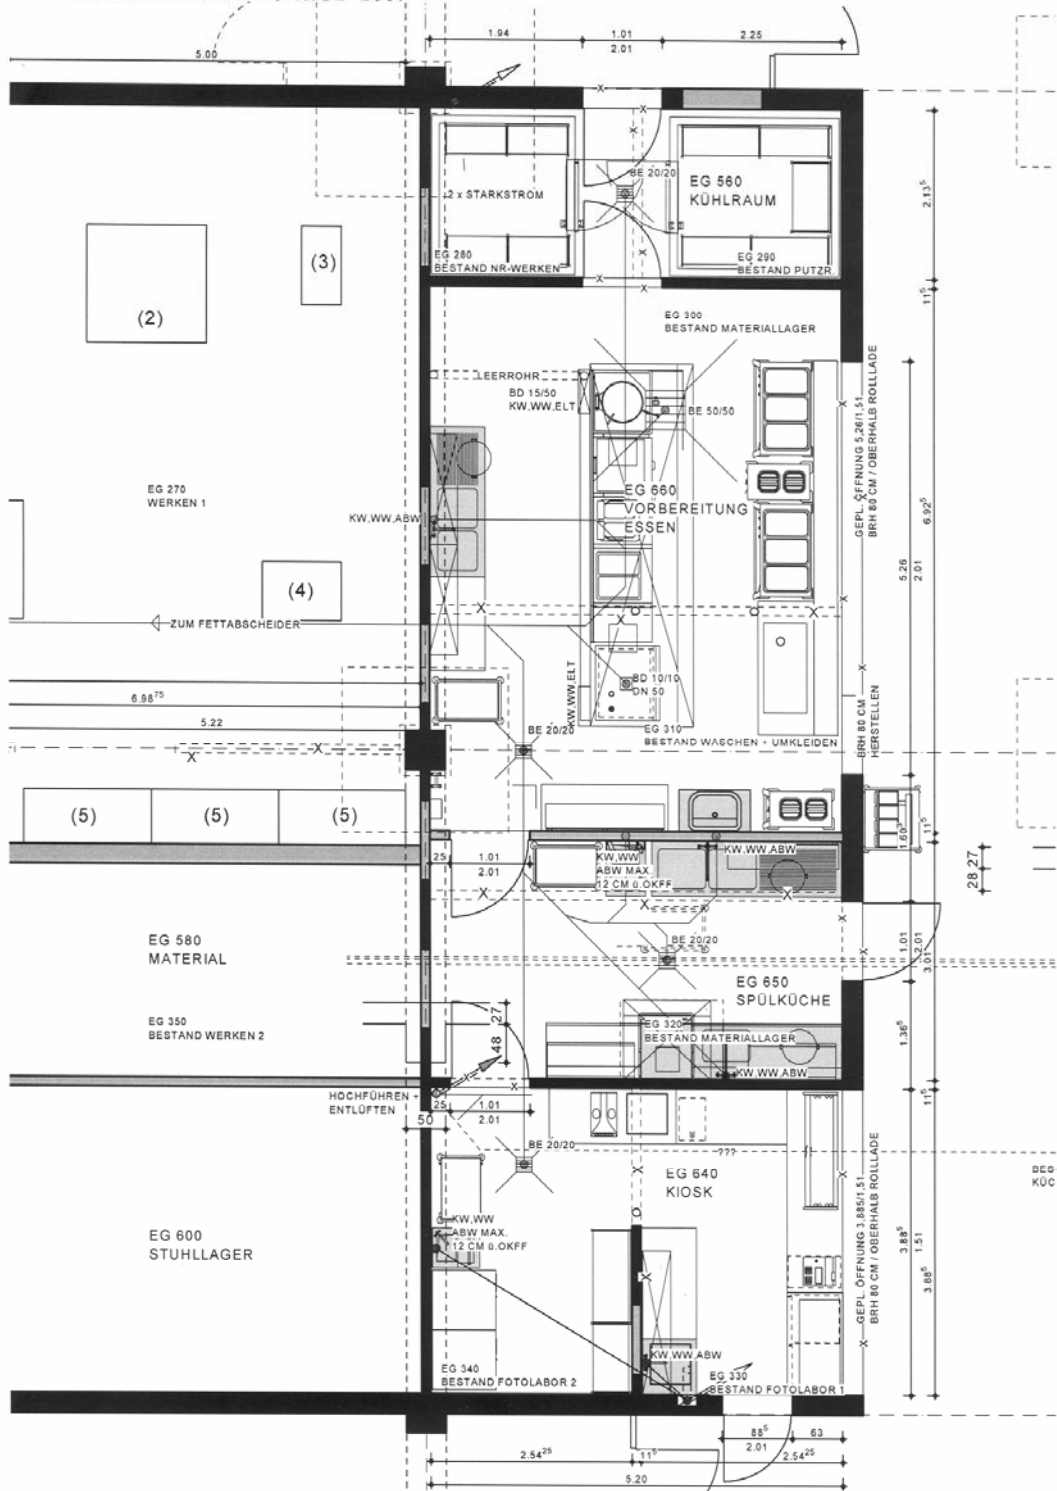 1.94
1.01
2.01
2.25
5.00
2 x STARKSTROM
BE 20/20
EG 560
KÜHLRAUM
EG 280
BESTAND NR-WERKEN
EG 290
BESTAND PUTZR.
2.13⁵
11⁵
(2)
(3)
EG 300
BESTAND MATERIALLAGER
LEERROHR
BD 15/50
KW,WW,ELT
BE 50/50
EG 270
WERKEN 1
KW,WW,ABW
EG 660
VORBEREITUNG
ESSEN
GEPL. ÖFFNUNG 5,26/1,51
BRH 80 CM / OBERHALB ROLLLADE
5.26
2.01
6.92⁵
(4)
ZUM FETTABSCHEIDER
6.98⁷⁵
5.22
KW,WW,ELT
BD 10/10
DN 50
EG 310
BESTAND WASCHEN + UMKLEIDEN
BE 20/20
BRH 80 CM
HERSTELLEN
(5)
(5)
(5)
1.60⁵
11⁵
25
1.01
2.01
KW,WW
ABW MAX.
12 CM ü.OKFF
KW,WW,ABW
28 27
EG 580
MATERIAL
BE 20/20
1.01
2.01
3.01
EG 650
SPÜLKÜCHE
EG 350
BESTAND WERKEN 2
27
48
EG 320
BESTAND MATERIALLAGER
1.36⁵
KW,WW,ABW
HOCHFÜHREN +
ENTLÜFTEN
25
1.01
2.01
50
11⁵
BE 20/20
???
EG 640
KIOSK
EG 600
STUHLLAGER
KW,WW
ABW MAX.
12 CM ü.OKFF
GEPL. ÖFFNUNG 3,885/1,51
BRH 80 CM / OBERHALB ROLLLADE
3.88⁵
1.51
3.88⁵
KW,WW,ABW
EG 340
BESTAND FOTOLABOR 2
EG 330
BESTAND FOTOLABOR 1
88⁵
2.01
63
2.54²⁵
11⁵
2.54²⁵
5.20